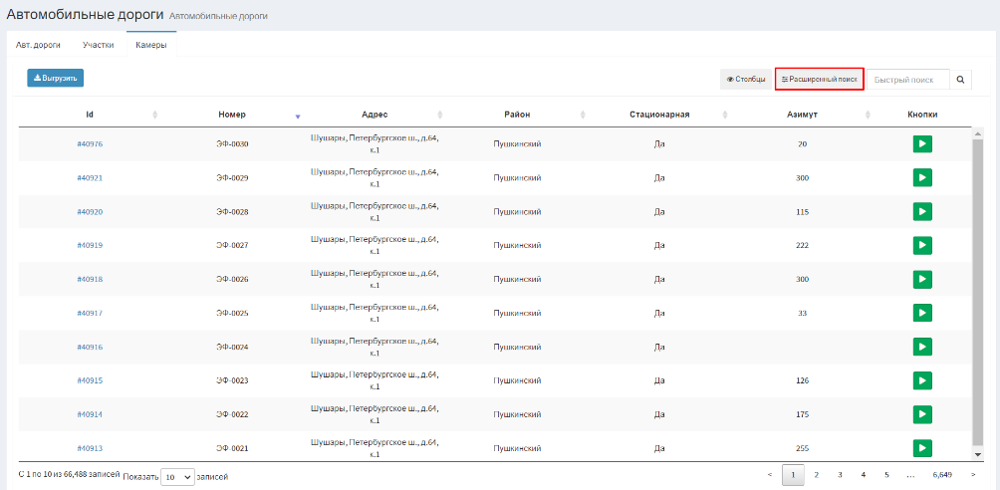 Автомобильные дороги Автомобильные дороги
Авт. дороги Участки Камеры
Выгрузить Столбцы Расширенный поиск Быстрый поиск
Id Номер Адрес Район Стационарная Азимут Кнопки
#40976 ЭФ-0030 Шушары, Петербургское ш., д.64, к.1 Пушкинский Да 20
#40921 ЭФ-0029 Шушары, Петербургское ш., д.64, к.1 Пушкинский Да 300
#40920 ЭФ-0028 Шушары, Петербургское ш., д.64, к.1 Пушкинский Да 115
#40919 ЭФ-0027 Шушары, Петербургское ш., д.64, к.1 Пушкинский Да 222
#40918 ЭФ-0026 Шушары, Петербургское ш., д.64, к.1 Пушкинский Да 300
#40917 ЭФ-0025 Шушары, Петербургское ш., д.64, к.1 Пушкинский Да 33
#40916 ЭФ-0024 Шушары, Петербургское ш., д.64, к.1 Пушкинский Да
#40915 ЭФ-0023 Шушары, Петербургское ш., д.64, к.1 Пушкинский Да 126
#40914 ЭФ-0022 Шушары, Петербургское ш., д.64, к.1 Пушкинский Да 175
#40913 ЭФ-0021 Шушары, Петербургское ш., д.64, к.1 Пушкинский Да 255
С 1 по 10 из 66,488 записей Показать 10 записей < 1 2 3 4 5 ... 6,649 >